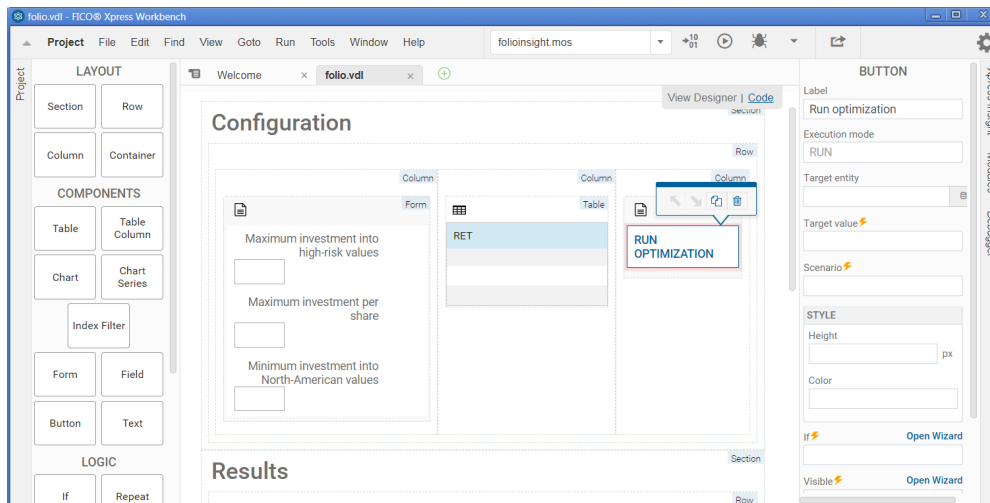 folio.vdl - FICO® Xpress Workbench
Project File Edit Find View Goto Run Tools Window Help
folioinsight.mos
10
01
Project
LAYOUT
Section
Row
Column
Container
COMPONENTS
Table
Table
Column
Chart
Chart
Series
Index Filter
Form
Field
Button
Text
LOGIC
If
Repeat
Welcome ×
folio.vdl ×
View Designer | Code
Section
Configuration
Row
Column
Form
Maximum investment into
high-risk values
Maximum investment per
share
Minimum investment into
North-American values
Column
Table
RET
Column
RUN
OPTIMIZATION
Section
Results
Row
BUTTON
Label
Run optimization
Execution mode
RUN
Target entity
Target value
Scenario
STYLE
Height
px
Color
If
Open Wizard
Visible
Open Wizard
Debugger